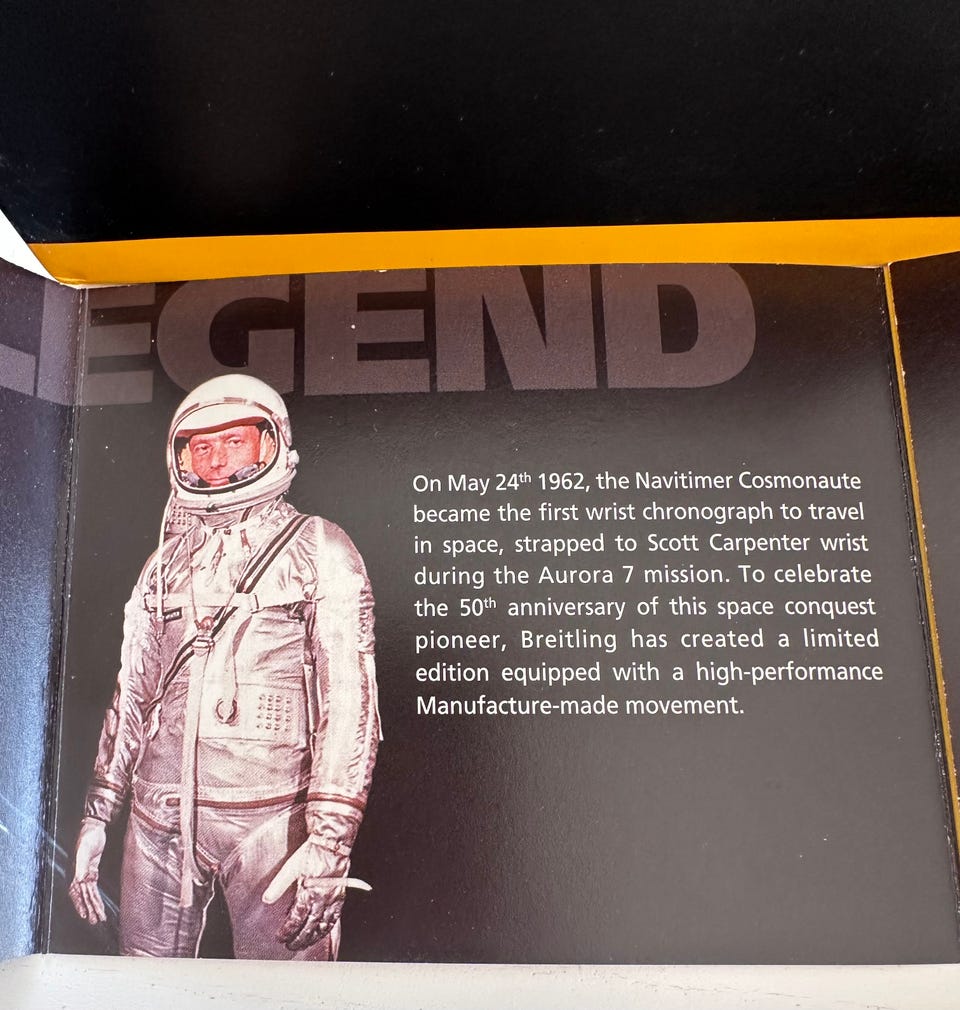 LEGEND
On May 24th 1962, the Navitimer Cosmonaute
became the first wrist chronograph to travel
in space, strapped to Scott Carpenter wrist
during the Aurora 7 mission. To celebrate
the 50th anniversary of this space conquest
pioneer, Breitling has created a limited
edition equipped with a high-performance
Manufacture-made movement.